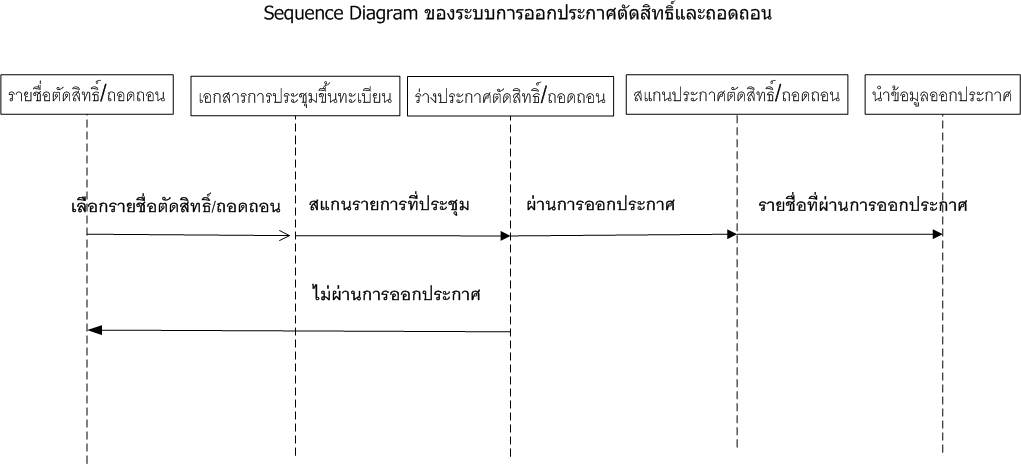 Sequence Diagram ของระบบการออกประกาศตัดสิทธิ์และถอดถอน
รายชื่อตัดสิทธิ์/ถอดถอน
เอกสารการประชุมขึ้นทะเบียน
ร่างประกาศตัดสิทธิ์/ถอดถอน
สแกนประกาศตัดสิทธิ์/ถอดถอน
นำข้อมูลออกประกาศ
เลือกรายชื่อตัดสิทธิ์/ถอดถอน
สแกนรายการที่ประชุม
ผ่านการออกประกาศ
รายชื่อที่ผ่านการออกประกาศ
ไม่ผ่านการออกประกาศ